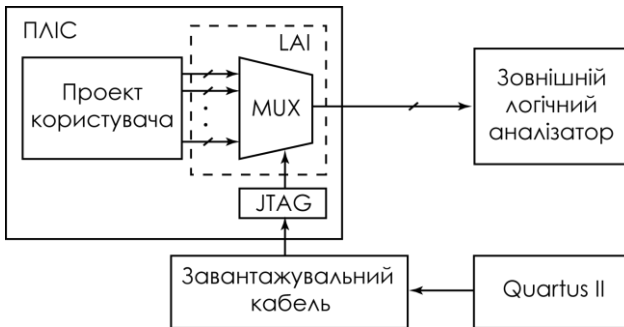 ПЛІС
LAI
Проект
користувача
MUX
Зовнішній
логічний
аналізатор
JTAG
Завантажувальний
кабель
Quartus II